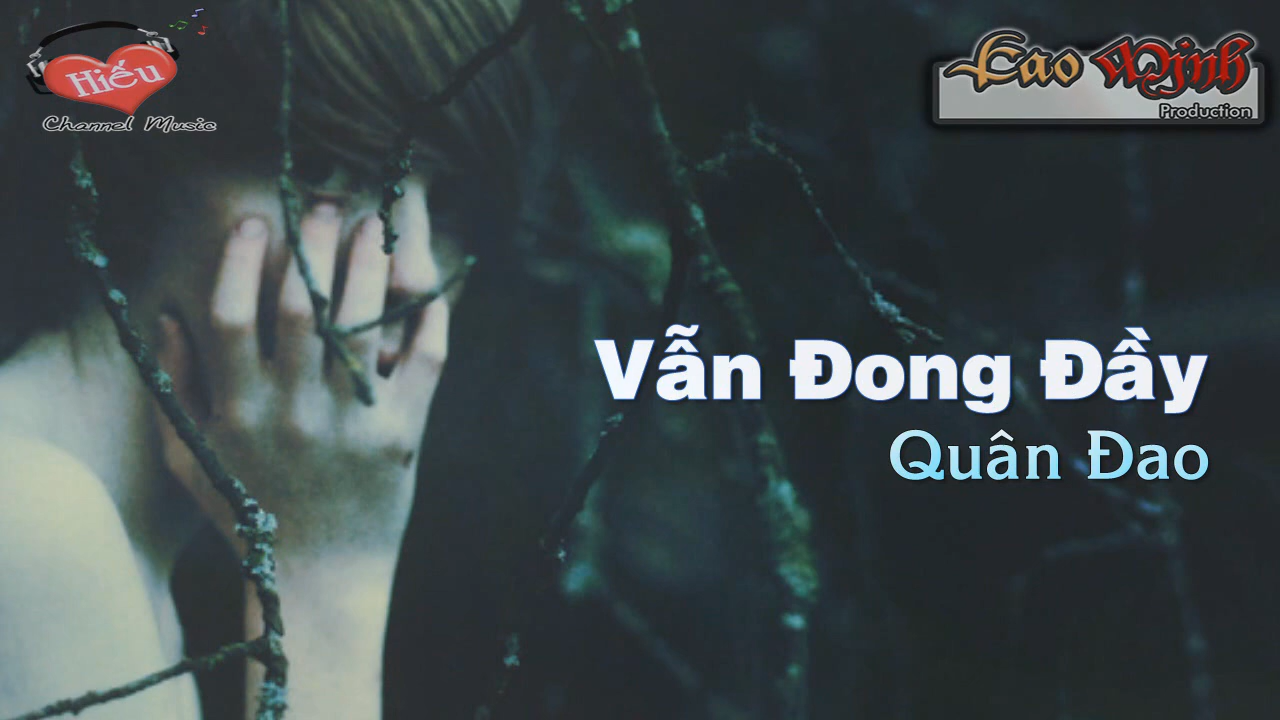 Hiếu
Channel Music
Cao Minh
Production
Vẫn Đong Đầy
Quân Đao